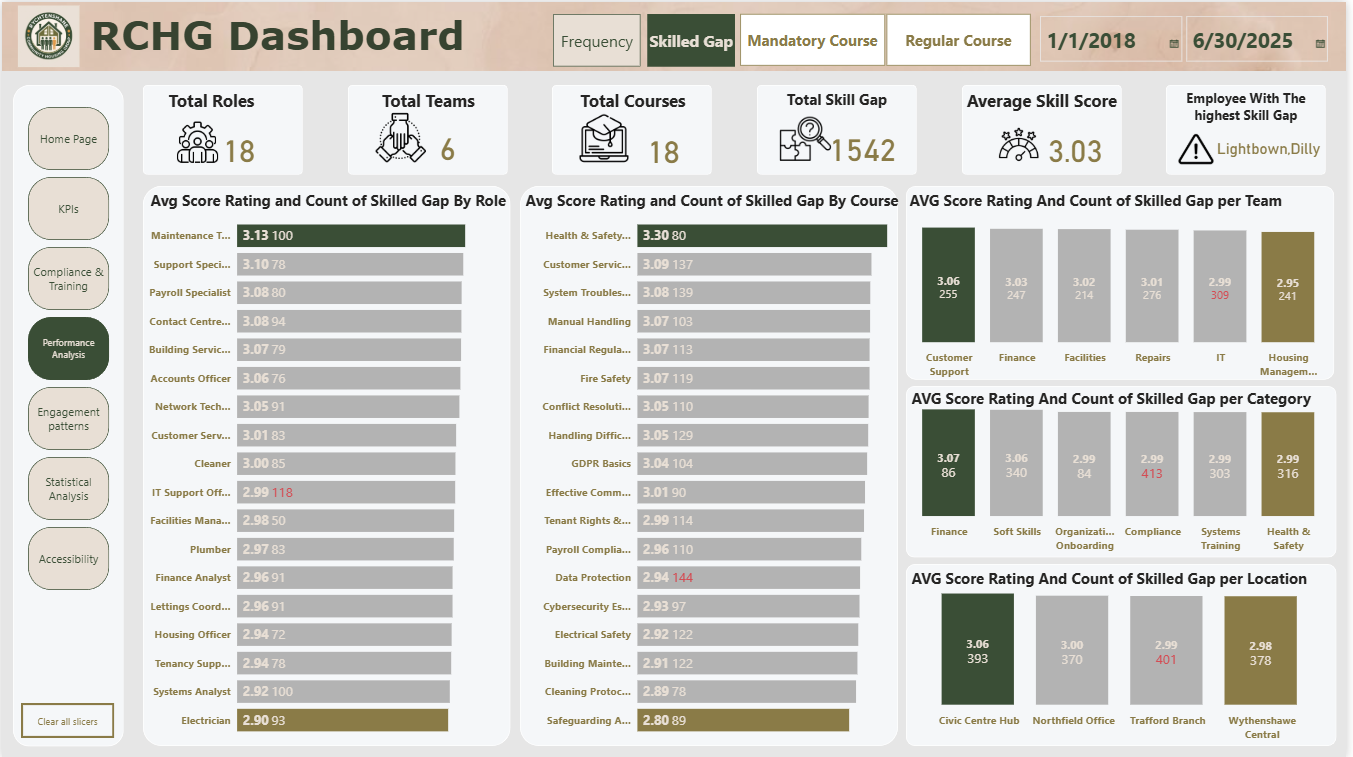 RCHG Dashboard
Frequency
Skilled Gap
Mandatory Course
Regular Course
1/1/2018
6/30/2025
Home Page
KPIs
Compliance &
Training
Performance
Analysis
Engagement
patterns
Statistical
Analysis
Accessibility
Clear all slicers
Total Roles
18
Total Teams
6
Total Courses
18
Total Skill Gap
1542
Average Skill Score
3.03
Employee With The
highest Skill Gap
Lightbown,Dilly
Avg Score Rating and Count of Skilled Gap By Role
Maintenance T... 3.13 100
Support Speci... 3.10 78
Payroll Specialist 3.08 80
Contact Centre... 3.08 94
Building Servic... 3.07 79
Accounts Officer 3.06 76
Network Tech... 3.05 91
Customer Serv... 3.01 83
Cleaner 3.00 85
IT Support Off... 2.99 118
Facilities Mana... 2.98 50
Plumber 2.97 83
Finance Analyst 2.96 91
Lettings Coord... 2.96 91
Housing Officer 2.94 72
Tenancy Supp... 2.94 78
Systems Analyst 2.92 100
Electrician 2.90 93
Avg Score Rating and Count of Skilled Gap By Course
Health & Safety... 3.30 80
Customer Servic... 3.09 137
System Troubles... 3.08 139
Manual Handling 3.07 103
Financial Regula... 3.07 113
Fire Safety 3.07 119
Conflict Resoluti... 3.05 110
Handling Diffic... 3.05 129
GDPR Basics 3.04 104
Effective Comm... 3.01 90
Tenant Rights &... 2.99 114
Payroll Complia... 2.96 110
Data Protection 2.94 144
Cybersecurity Es... 2.93 97
Electrical Safety 2.92 122
Building Mainte... 2.91 122
Cleaning Protoc... 2.89 78
Safeguarding A... 2.80 89
AVG Score Rating And Count of Skilled Gap per Team
3.06 3.03 3.02 3.01 2.99 2.95
255 247 214 276 309 241
Customer Finance Facilities Repairs IT Housing
Support Managem...
AVG Score Rating And Count of Skilled Gap per Category
3.07 3.06 2.99 2.99 2.99 2.99
86 340 84 413 303 316
Finance Soft Skills Organizati... Compliance Systems Health &
Onboarding Training Safety
AVG Score Rating And Count of Skilled Gap per Location
3.06 3.00 2.99 2.98
393 370 401 378
Civic Centre Hub Northfield Office Trafford Branch Wythenshawe
Central